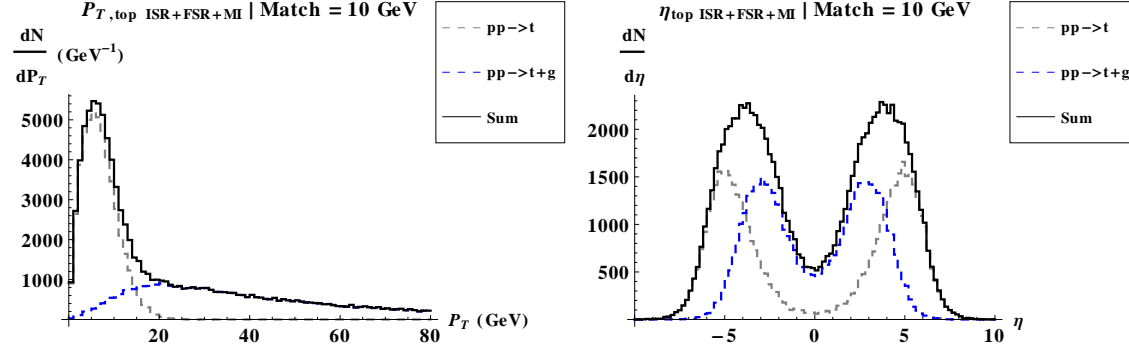 P_T,top ISR+FSR+MI | Match = 10 GeV
dN
dP_T
(GeV⁻¹)
pp->t
pp->t+g
Sum
5000
4000
3000
2000
1000
20
40
60
80
P_T (GeV)
η_top ISR+FSR+MI | Match = 10 GeV
dN
dη
pp->t
pp->t+g
Sum
2000
1500
1000
500
−5
0
5
10
η